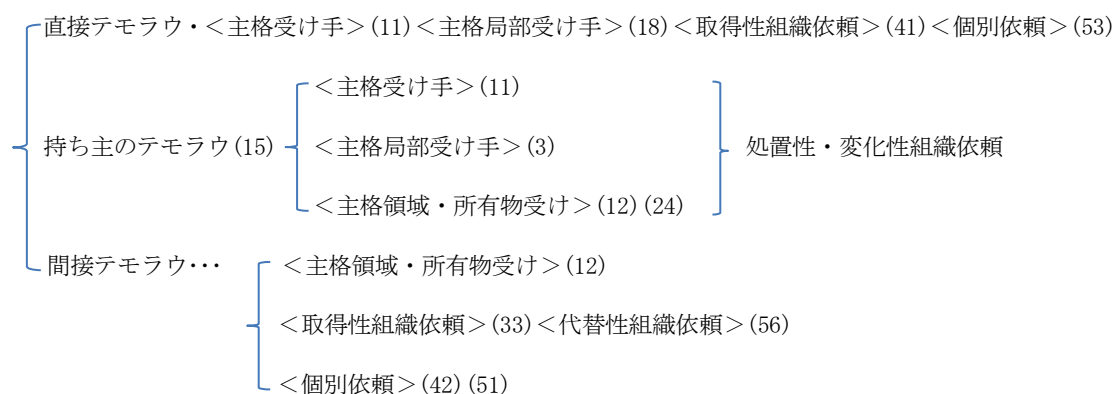 直接テモラウ・＜主格受け手＞(11)＜主格局部受け手＞(18)＜取得性組織依頼＞(41)＜個別依頼＞(53)
＜主格受け手＞(11)
持ち主のテモラウ(15) ＜主格局部受け手＞(3) 処置性・変化性組織依頼
＜主格領域・所有物受け＞(12)(24)
間接テモラウ･･･ ＜主格領域・所有物受け＞(12)
＜取得性組織依頼＞(33)＜代替性組織依頼＞(56)
＜個別依頼＞(42)(51)